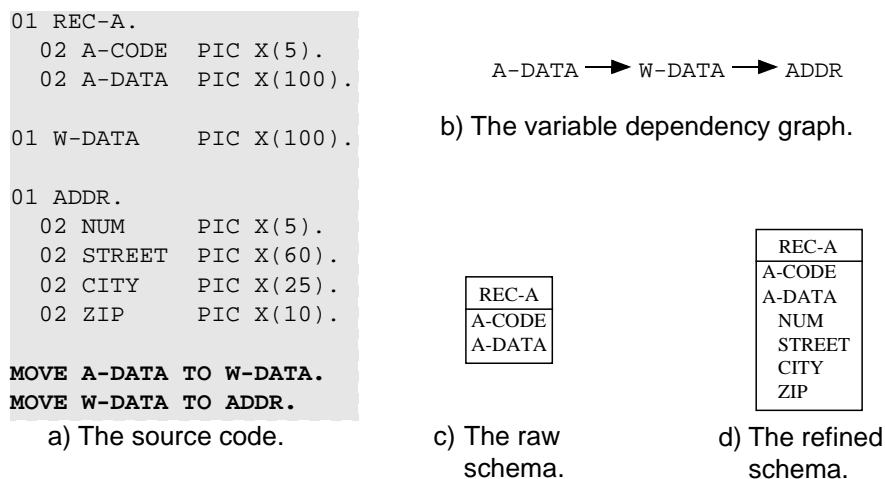 01 REC-A.
02 A-CODE PIC X(5).
02 A-DATA PIC X(100).
01 W-DATA PIC X(100).
01 ADDR.
02 NUM PIC X(5).
02 STREET PIC X(60).
02 CITY PIC X(25).
02 ZIP PIC X(10).
MOVE A-DATA TO W-DATA.
MOVE W-DATA TO ADDR.
a) The source code.
A-DATA W-DATA ADDR
b) The variable dependency graph.
REC-A
A-CODE
A-DATA
c) The raw
schema.
REC-A
A-CODE
A-DATA
NUM
STREET
CITY
ZIP
d) The refined
schema.